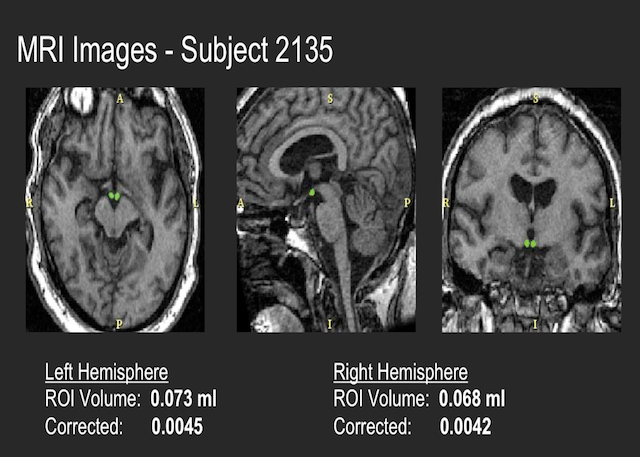 MRI Images - Subject 2135
A
S
S
R
L
A
P
R
L
P
I
I
Left Hemisphere
ROI Volume: 0.073 ml
Corrected: 0.0045
Right Hemisphere
ROI Volume: 0.068 ml
Corrected: 0.0042